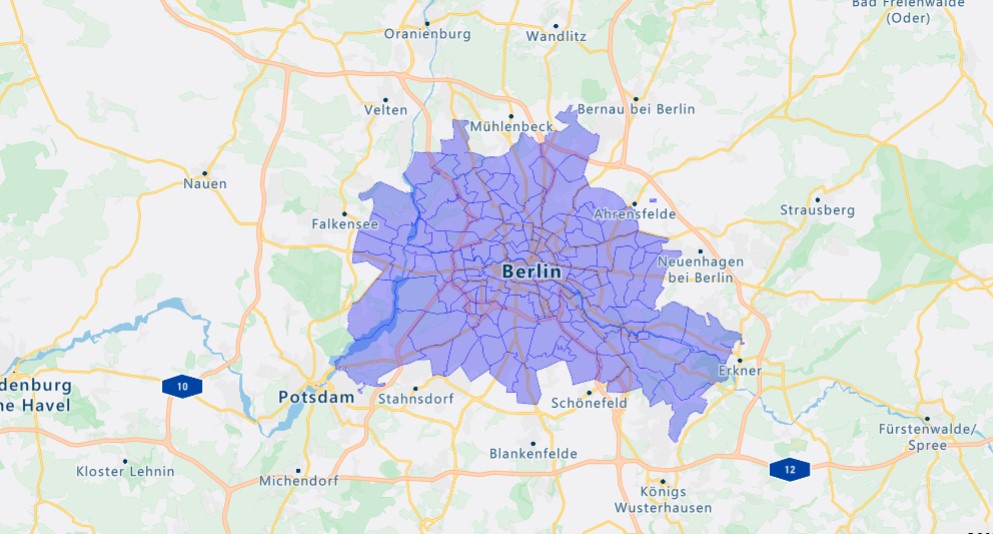 Bad Freienwalde
(Oder)
Oranienburg
Wandlitz
Velten
Bernau bei Berlin
Mühlenbeck
Nauen
Falkensee
Ahrensfelde
Strausberg
Neuenhagen
bei Berlin
Berlin
Erkner
10
denburg
ne Havel
Potsdam
Stahnsdorf
Schönefeld
Fürstenwalde/
Spree
Blankenfelde
Kloster Lehnin
Michendorf
12
Königs
Wusterhausen